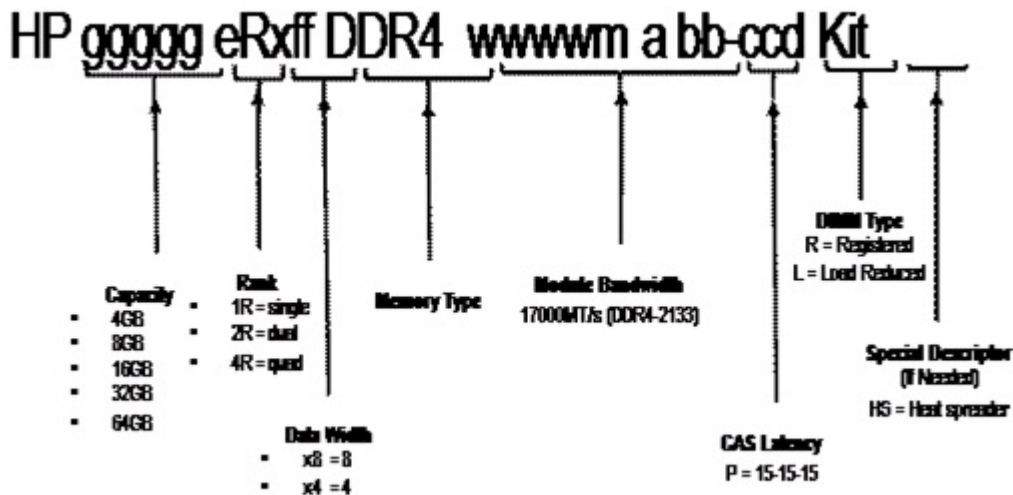 HP ggggg eRxff DDR4 wwwwm a bb-ccd Kit
DIMM Type
R = Registered
L = Load Reduced
Capacity
▪ 4GB
▪ 8GB
▪ 16GB
▪ 32GB
▪ 64GB
Rank
▪ 1R = single
▪ 2R = dual
▪ 4R = quad
Memory Type
Module Bandwidth
17000MT/s (DDR4-2133)
Special Descriptor
(If Needed)
HS = Heat spreader
Data Width
▪ x8 = 8
▪ x4 = 4
CAS Latency
P = 15-15-15